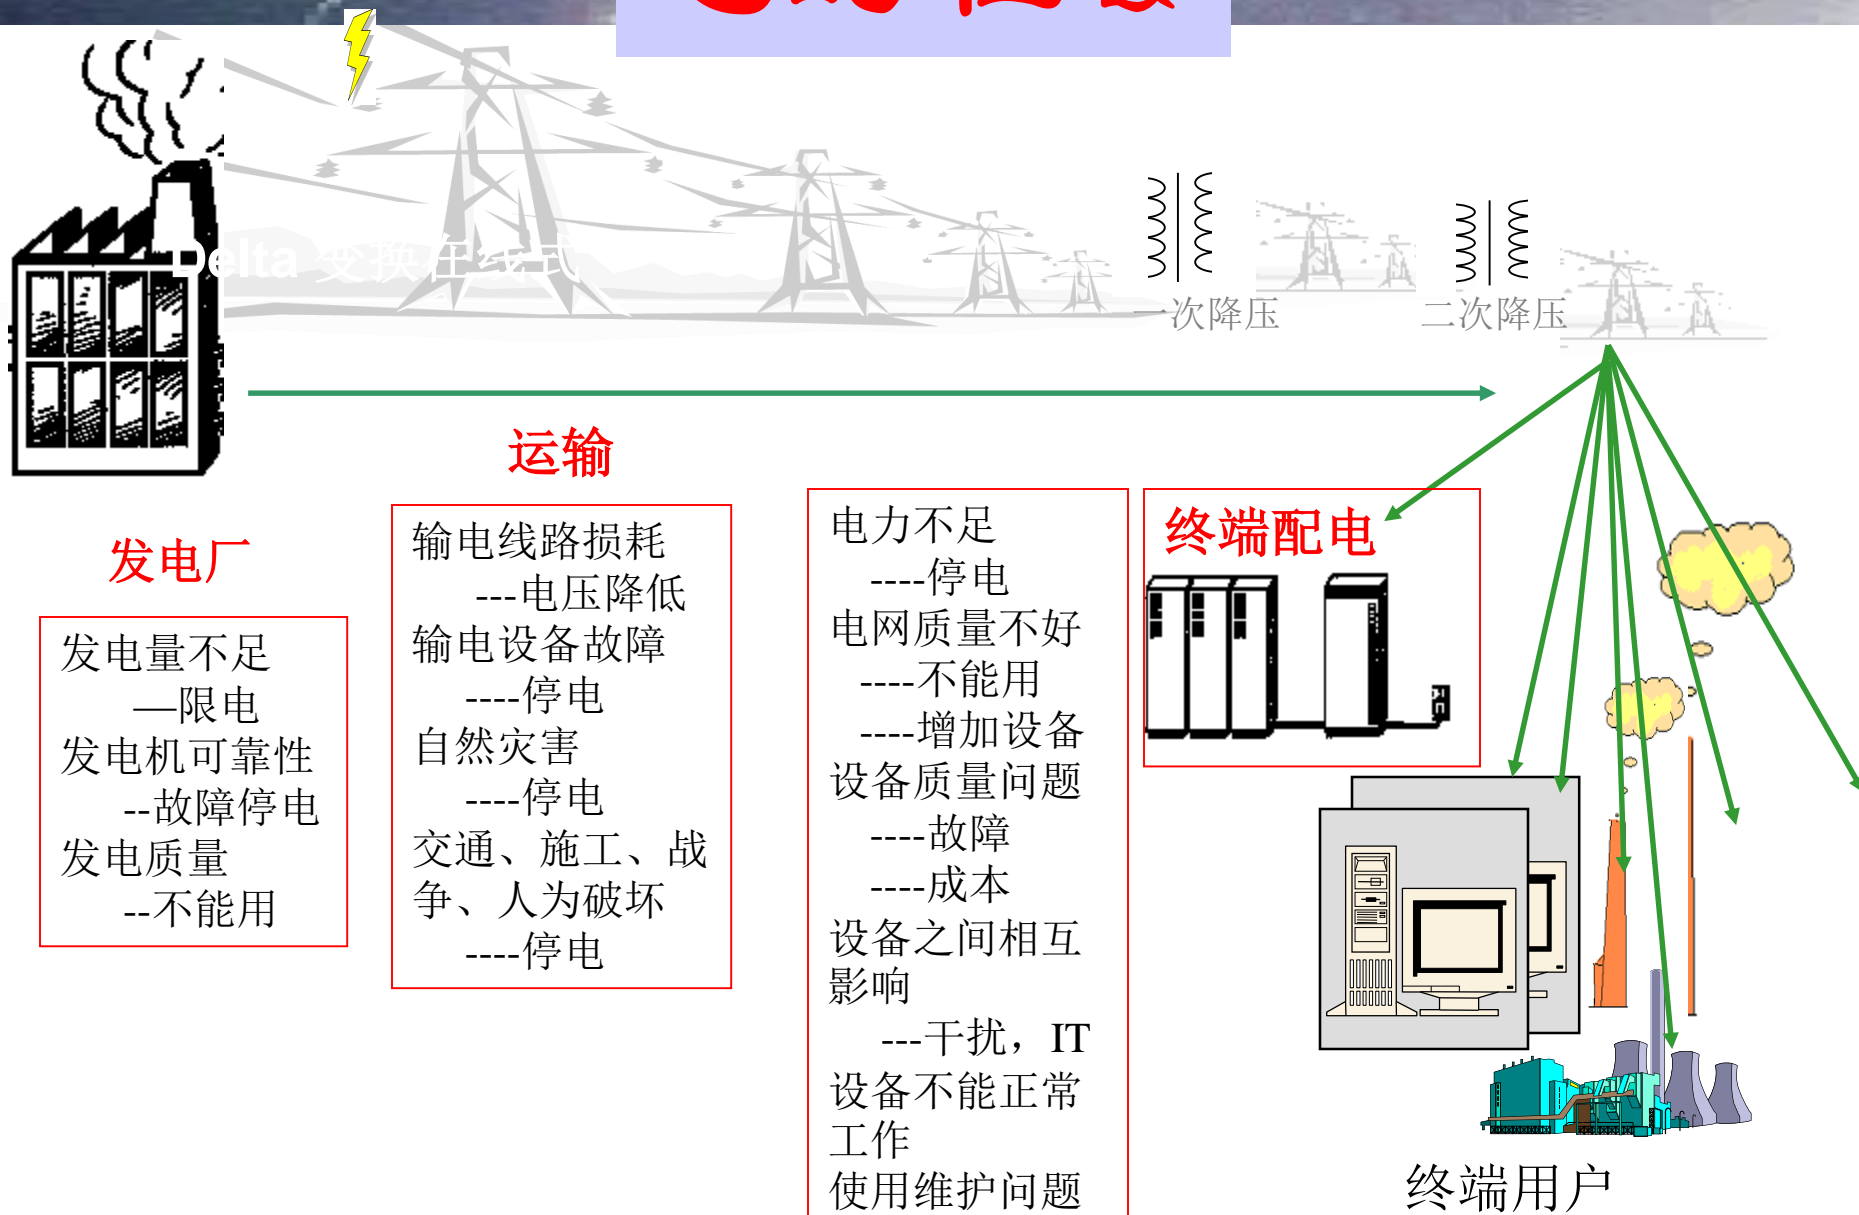 Delta 变换在线式
一次降压
二次降压
运输
发电厂
发电量不足
—限电
发电机可靠性
--故障停电
发电质量
--不能用
输电线路损耗
---电压降低
输电设备故障
----停电
自然灾害
----停电
交通、施工、战
争、人为破坏
----停电
电力不足
----停电
电网质量不好
----不能用
----增加设备
设备质量问题
----故障
----成本
设备之间相互
影响
---干扰，IT
设备不能正常
工作
使用维护问题
终端配电
终端用户